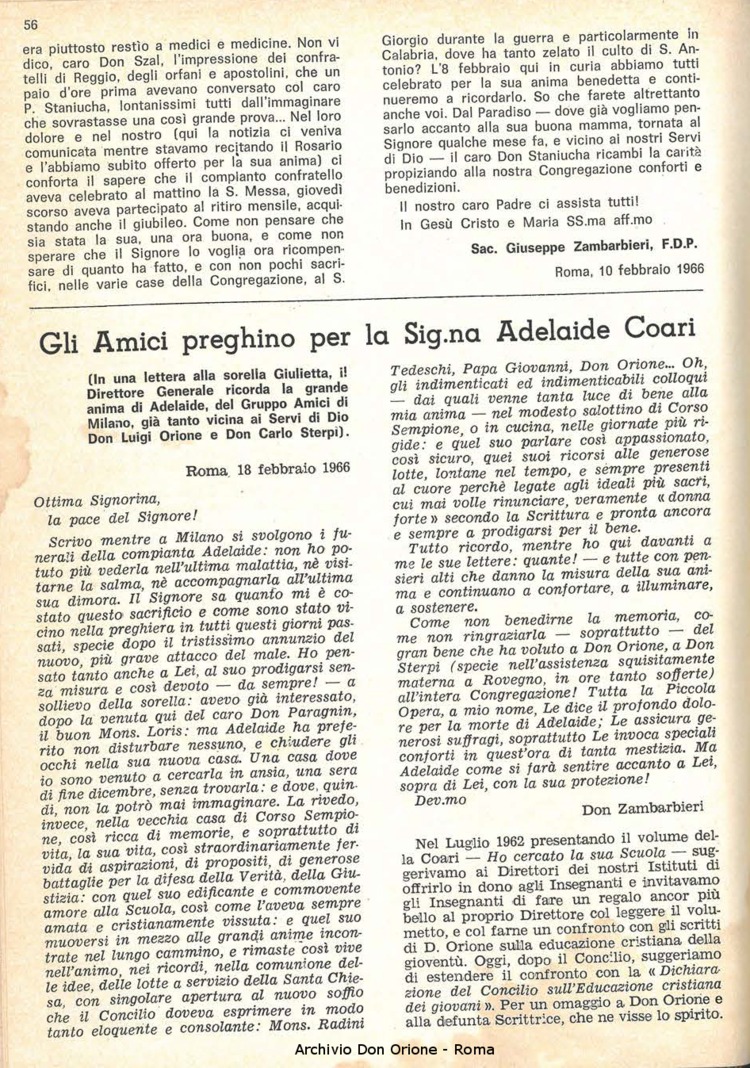 56
era piuttosto restìo a medici e medicine. Non vi
dico, caro Don Szal, l'impressione dei confra-
telli di Reggio, degli orfani e apostolini, che un
paio d'ore prima avevano conversato col caro
P. Staniucha, lontanissimi tutti dall'immaginare
che sovrastasse una così grande prova... Nel loro
dolore e nel nostro (qui la notizia ci veniva
comunicata mentre stavamo recitando il Rosario
e l'abbiamo subito offerto per la sua anima) ci
conforta il sapere che il compianto confratello
aveva celebrato al mattino la S. Messa, giovedì
scorso aveva partecipato al ritiro mensile, acqui-
stando anche il giubileo. Come non pensare che
sia stata la sua, una ora buona, e come non
sperare che il Signore lo voglia ora ricompen-
sare di quanto ha fatto, e con non pochi sacri-
fici, nelle varie case della Congregazione, al S.
Giorgio durante la guerra e particolarmente in
Calabria, dove ha tanto zelato il culto di S. An-
tonio? L'8 febbraio qui in curia abbiamo tutti
celebrato per la sua anima benedetta e conti-
nueremo a ricordarlo. So che farete altrettanto
anche voi. Dal Paradiso — dove già vogliamo pen-
sarlo accanto alla sua buona mamma, tornata al
Signore qualche mese fa, e vicino ai nostri Servi
di Dio — il caro Don Staniucha ricambi la carità
propiziando alla nostra Congregazione conforti e
benedizioni.
Il nostro caro Padre ci assista tutti!
In Gesù Cristo e Maria SS.ma aff.mo
Sac. Giuseppe Zambarbieri, F.D.P.
Roma, 10 febbraio 1966
Gli Amici preghino per la Sig.na Adelaide Coari
(In una lettera alla sorella Giulietta, il
Direttore Generale ricorda la grande
anima di Adelaide, del Gruppo Amici di
Milano, già tanto vicina ai Servi di Dio
Don Luigi Orione e Don Carlo Sterpi).
Roma 18 febbraio 1966
Ottima Signorina,
la pace del Signore!
Scrivo mentre a Milano si svolgono i fu-
nerali della compianta Adelaide: non ho po-
tuto più vederla nell'ultima malattia, nè visi-
tarne la salma, nè accompagnarla all'ultima
sua dimora. Il Signore sa quanto mi è co-
stato questo sacrificio e come sono stato vi-
cino nella preghiera in tutti questi giorni pas-
sati, specie dopo il tristissimo annunzio del
nuovo, più grave attacco del male. Ho pen-
sato tanto anche a Lei, al suo prodigarsi sen-
za misura e così devoto — da sempre! — a
sollievo della sorella: avevo già interessato,
dopo la venuta qui del caro Don Paragnin,
il buon Mons. Loris: ma Adelaide ha prefe-
rito non disturbare nessuno, e chiudere gli
occhi nella sua nuova casa. Una casa dove
io sono venuto a cercarla in ansia, una sera
di fine dicembre, senza trovarla: e dove, quin-
di, non la potrò mai immaginare. La rivedo,
invece, nella vecchia casa di Corso Sempio-
ne, così ricca di memorie, e soprattutto di
vita, la sua vita, così straordinariamente fer-
vida di aspirazioni, di propositi, di generose
battaglie per la difesa della Verità, della Giu-
stizia: con quel suo edificante e commovente
amore alla Scuola, così come l'aveva sempre
amata e cristianamente vissuta: e quel suo
muoversi in mezzo alle grandi anime incon-
trate nel lungo cammino, e rimaste così vive
nell'animo, nei ricordi, nella comunione del-
le idee, delle lotte a servizio della Santa Chie-
sa, con singolare apertura al nuovo soffio
che il Concilio doveva esprimere in modo
tanto eloquente e consolante: Mons. Radini
Tedeschi, Papa Giovanni, Don Orione... Oh,
gli indimenticati ed indimenticabili colloqui
— dai quali venne tanta luce di bene alla
mia anima — nel modesto salottino di Corso
Sempione, o in cucina, nelle giornate più ri-
gide: e quel suo parlare così appassionato,
così sicuro, quei suoi ricorsi alle generose
lotte, lontane nel tempo, e sempre presenti
al cuore perchè legate agli ideali più sacri,
cui mai volle rinunciare, veramente « donna
forte » secondo la Scrittura e pronta ancora
e sempre a prodigarsi per il bene.
Tutto ricordo, mentre ho qui davanti a
me le sue lettere: quante! — e tutte con pen-
sieri alti che danno la misura della sua ani-
ma e continuano a confortare, a illuminare,
a sostenere.
Come non benedirne la memoria, co-
me non ringraziarla — soprattutto — del
gran bene che ha voluto a Don Orione, a Don
Sterpi (specie nell'assistenza squisitamente
materna a Rovegno, in ore tanto sofferte)
all'intera Congregazione! Tutta la Piccola
Opera, a mio nome, Le dice il profondo dolo-
re per la morte di Adelaide; Le assicura ge-
nerosi suffragi, soprattutto Le invoca speciali
conforti in quest'ora di tanta mestizia. Ma
Adelaide come si farà sentire accanto a Lei,
sopra di Lei, con la sua protezione!
Dev.mo
Don Zambarbieri
Nel Luglio 1962 presentando il volume del-
la Coari — Ho cercato la sua Scuola — sug-
gerivamo ai Direttori dei nostri Istituti di
offrirlo in dono agli Insegnanti e invitavamo
gli Insegnanti di fare un regalo ancor più
bello al proprio Direttore col leggere il volu-
metto, e col farne un confronto con gli scritti
di D. Orione sulla educazione cristiana della
gioventù. Oggi, dopo il Concilio, suggeriamo
di estendere il confronto con la « Dichiara-
zione del Concilio sull'Educazione cristiana
dei giovani ». Per un omaggio a Don Orione e
alla defunta Scrittrice, che ne visse lo spirito.
Archivio Don Orione - Roma